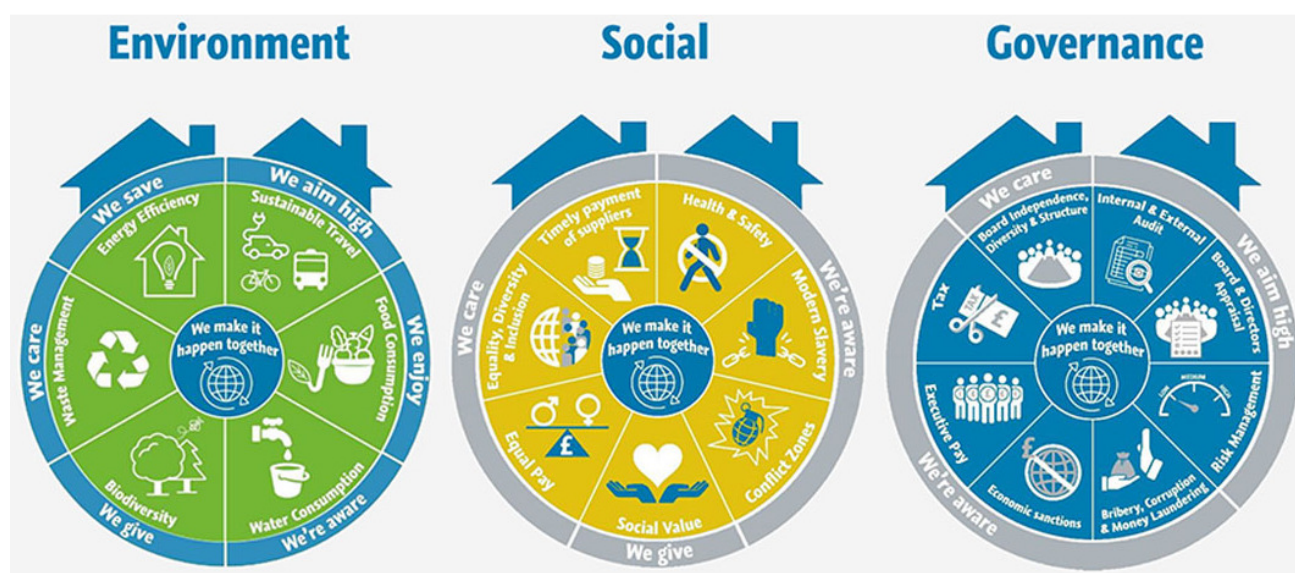 Environment
Social
Governance
We save
We aim high
We enjoy
We're aware
We give
We care
Energy Efficiency
Sustainable Travel
Food Consumption
Water Consumption
Biodiversity
Waste Management
We make it
happen together
We care
We're aware
We give
Timely payment
of suppliers
Health & Safety
Modern Slavery
Conflict Zones
Social Value
Equal Pay
£
Equality, Diversity
& Inclusion
We make it
happen together
We care
We aim high
We're aware
Board Independence,
Diversity & Structure
Internal & External
Audit
Board & Directors
Appraisal
Risk Management
LOW
MEDIUM
HIGH
Bribery, Corruption
& Money Laundering
Economic sanctions
£
Executive Pay
Tax
TAX
£
We make it
happen together